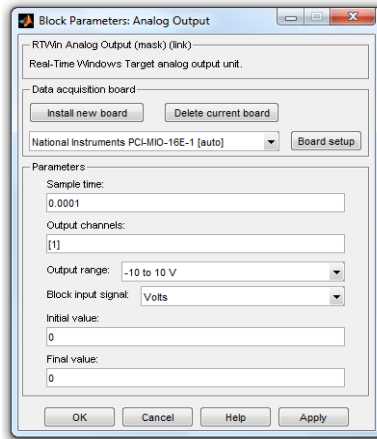 Block Parameters: Analog Output
RTWin Analog Output (mask) (link)
Real-Time Windows Target analog output unit.
Data acquisition board
Install new board Delete current board
National Instruments PCI-MIO-16E-1 [auto] Board setup
Parameters
Sample time:
0.0001
Output channels:
[1]
Output range: -10 to 10 V
Block input signal: Volts
Initial value:
0
Final value:
0
OK Cancel Help Apply